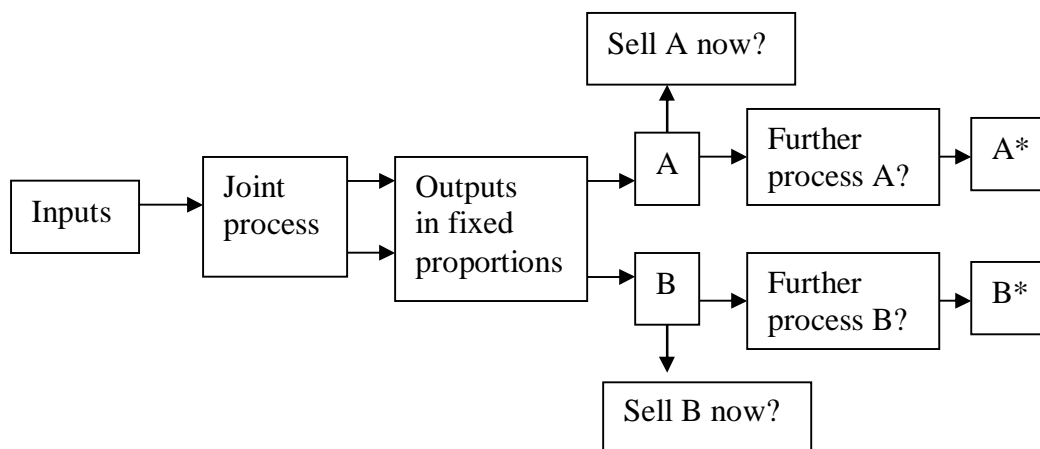 Sell A now?
Inputs
Joint
process
Outputs
in fixed
proportions
A
Further
process A?
A*
B
Further
process B?
B*
Sell B now?